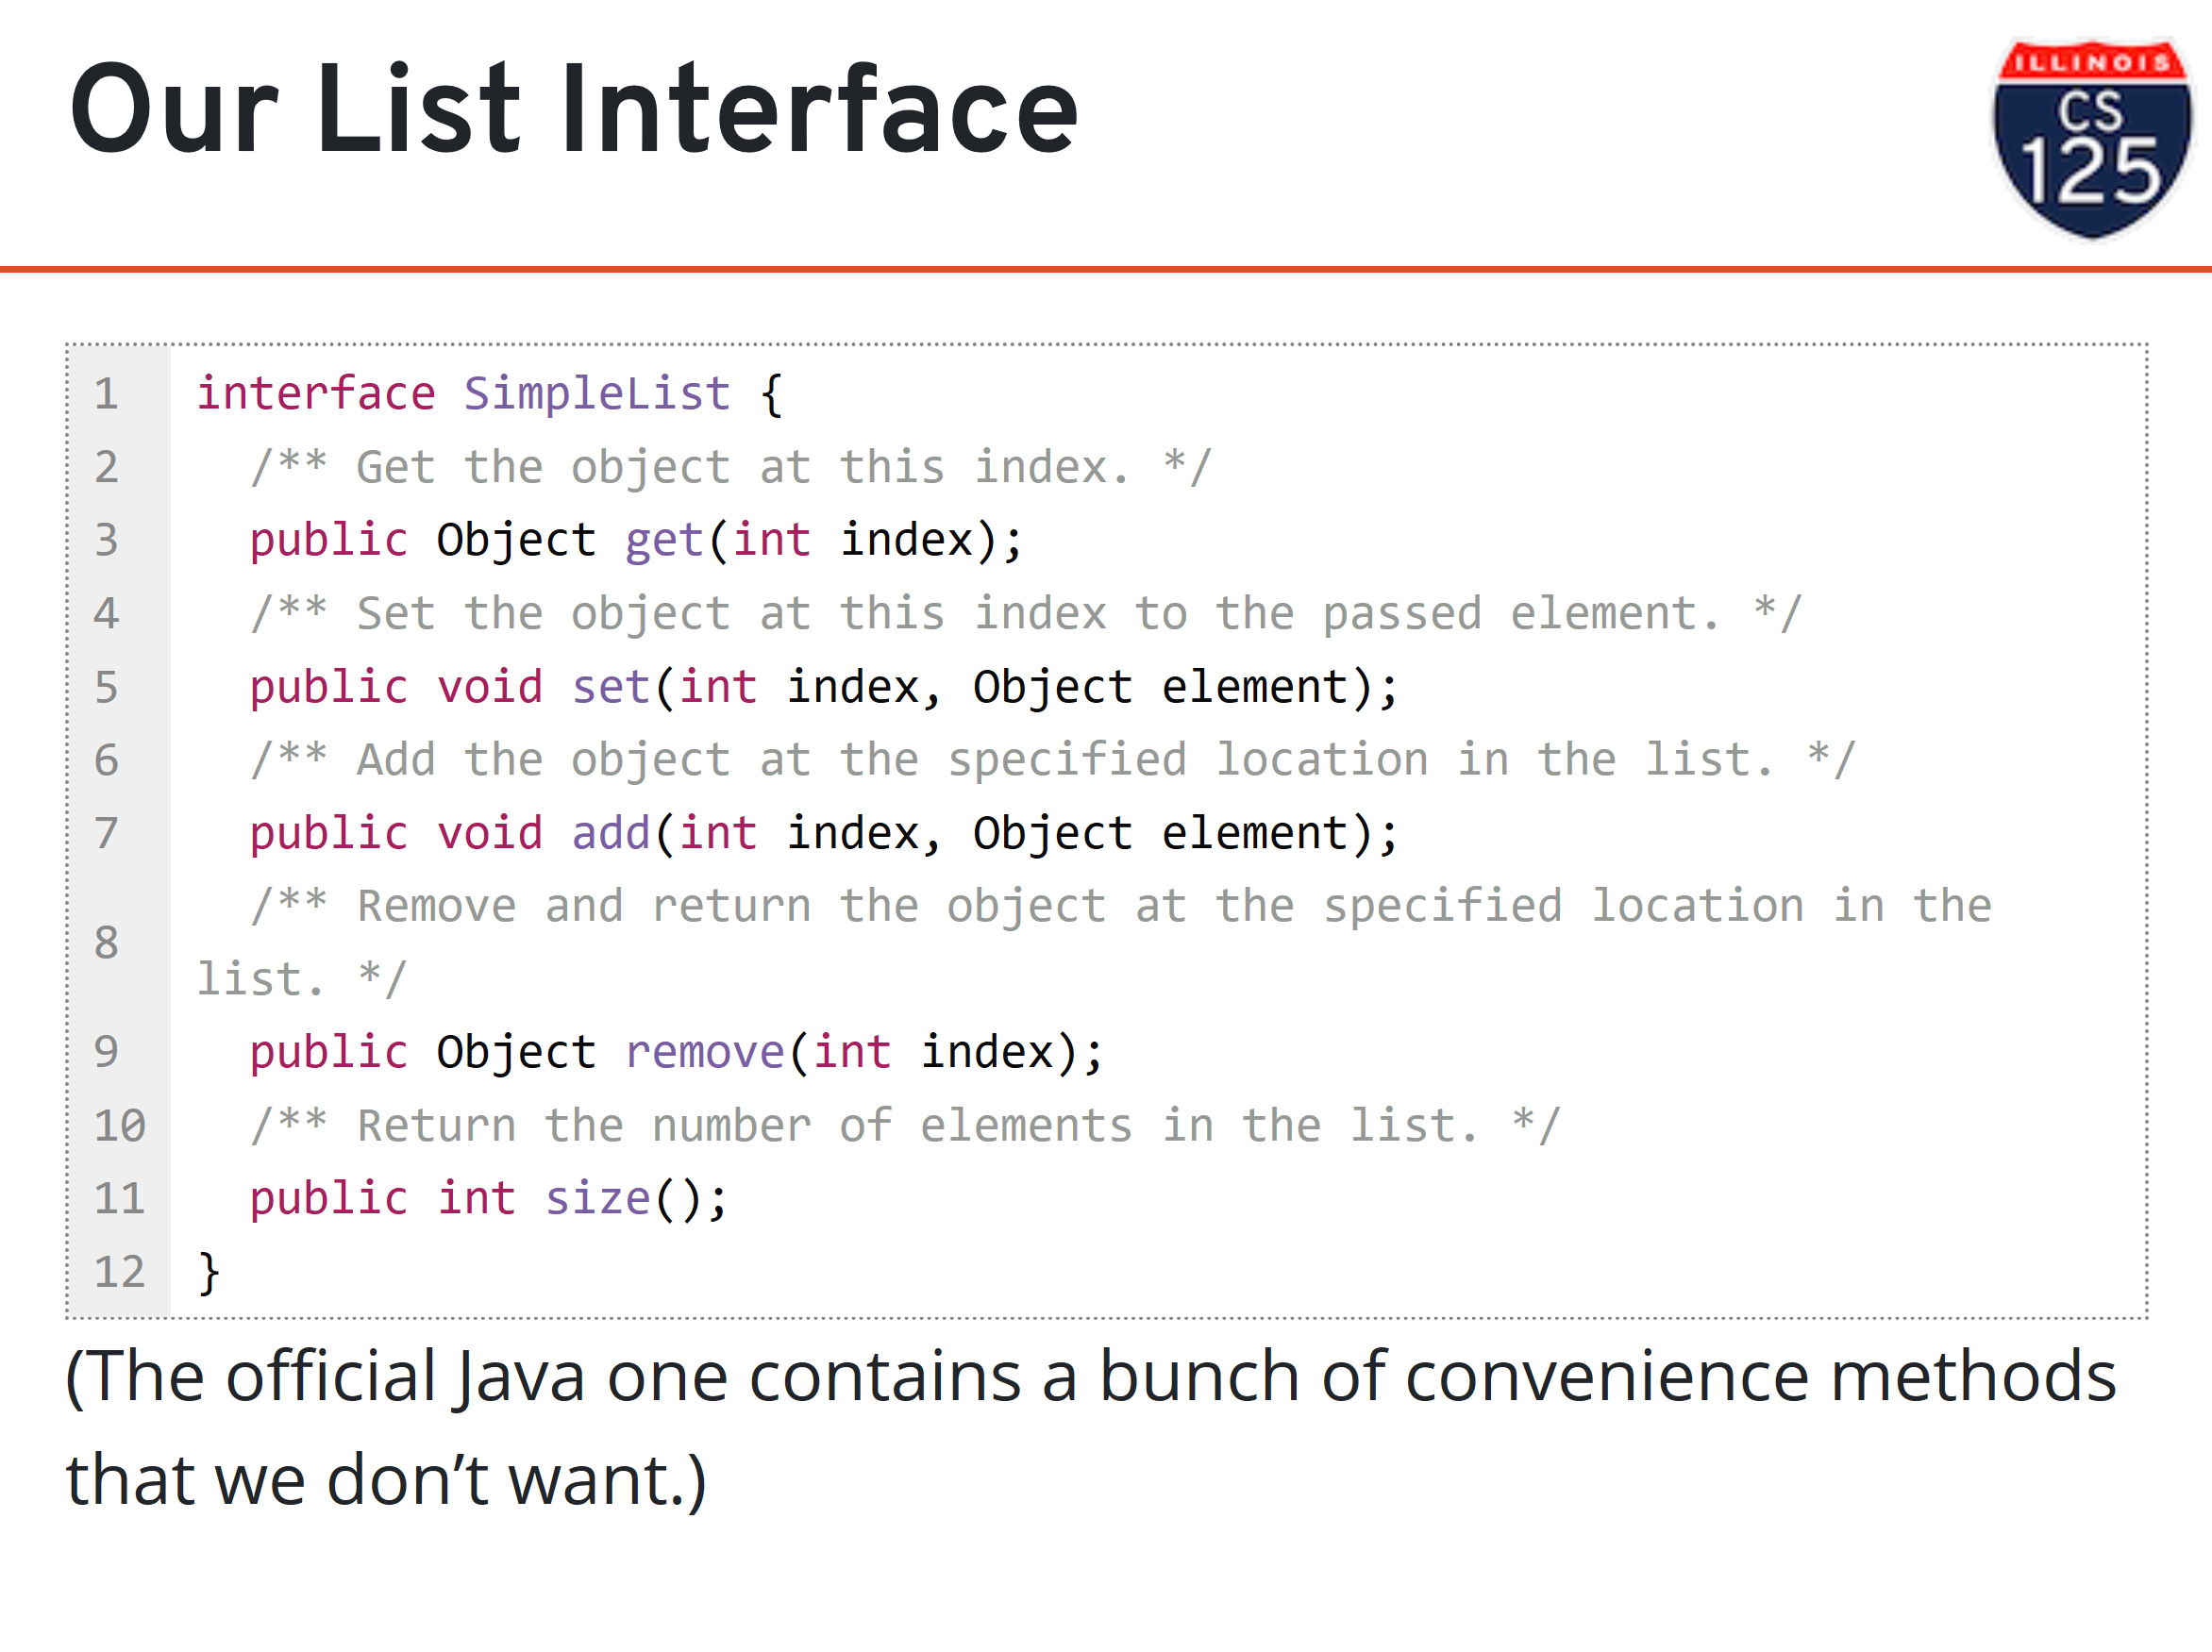 Our List Interface
ILLINOIS
CS
125
1 interface SimpleList {
2   /** Get the object at this index. */
3   public Object get(int index);
4   /** Set the object at this index to the passed element. */
5   public void set(int index, Object element);
6   /** Add the object at the specified location in the list. */
7   public void add(int index, Object element);
8   /** Remove and return the object at the specified location in the
list. */
9   public Object remove(int index);
10   /** Return the number of elements in the list. */
11   public int size();
12 }
(The official Java one contains a bunch of convenience methods
that we don’t want.)